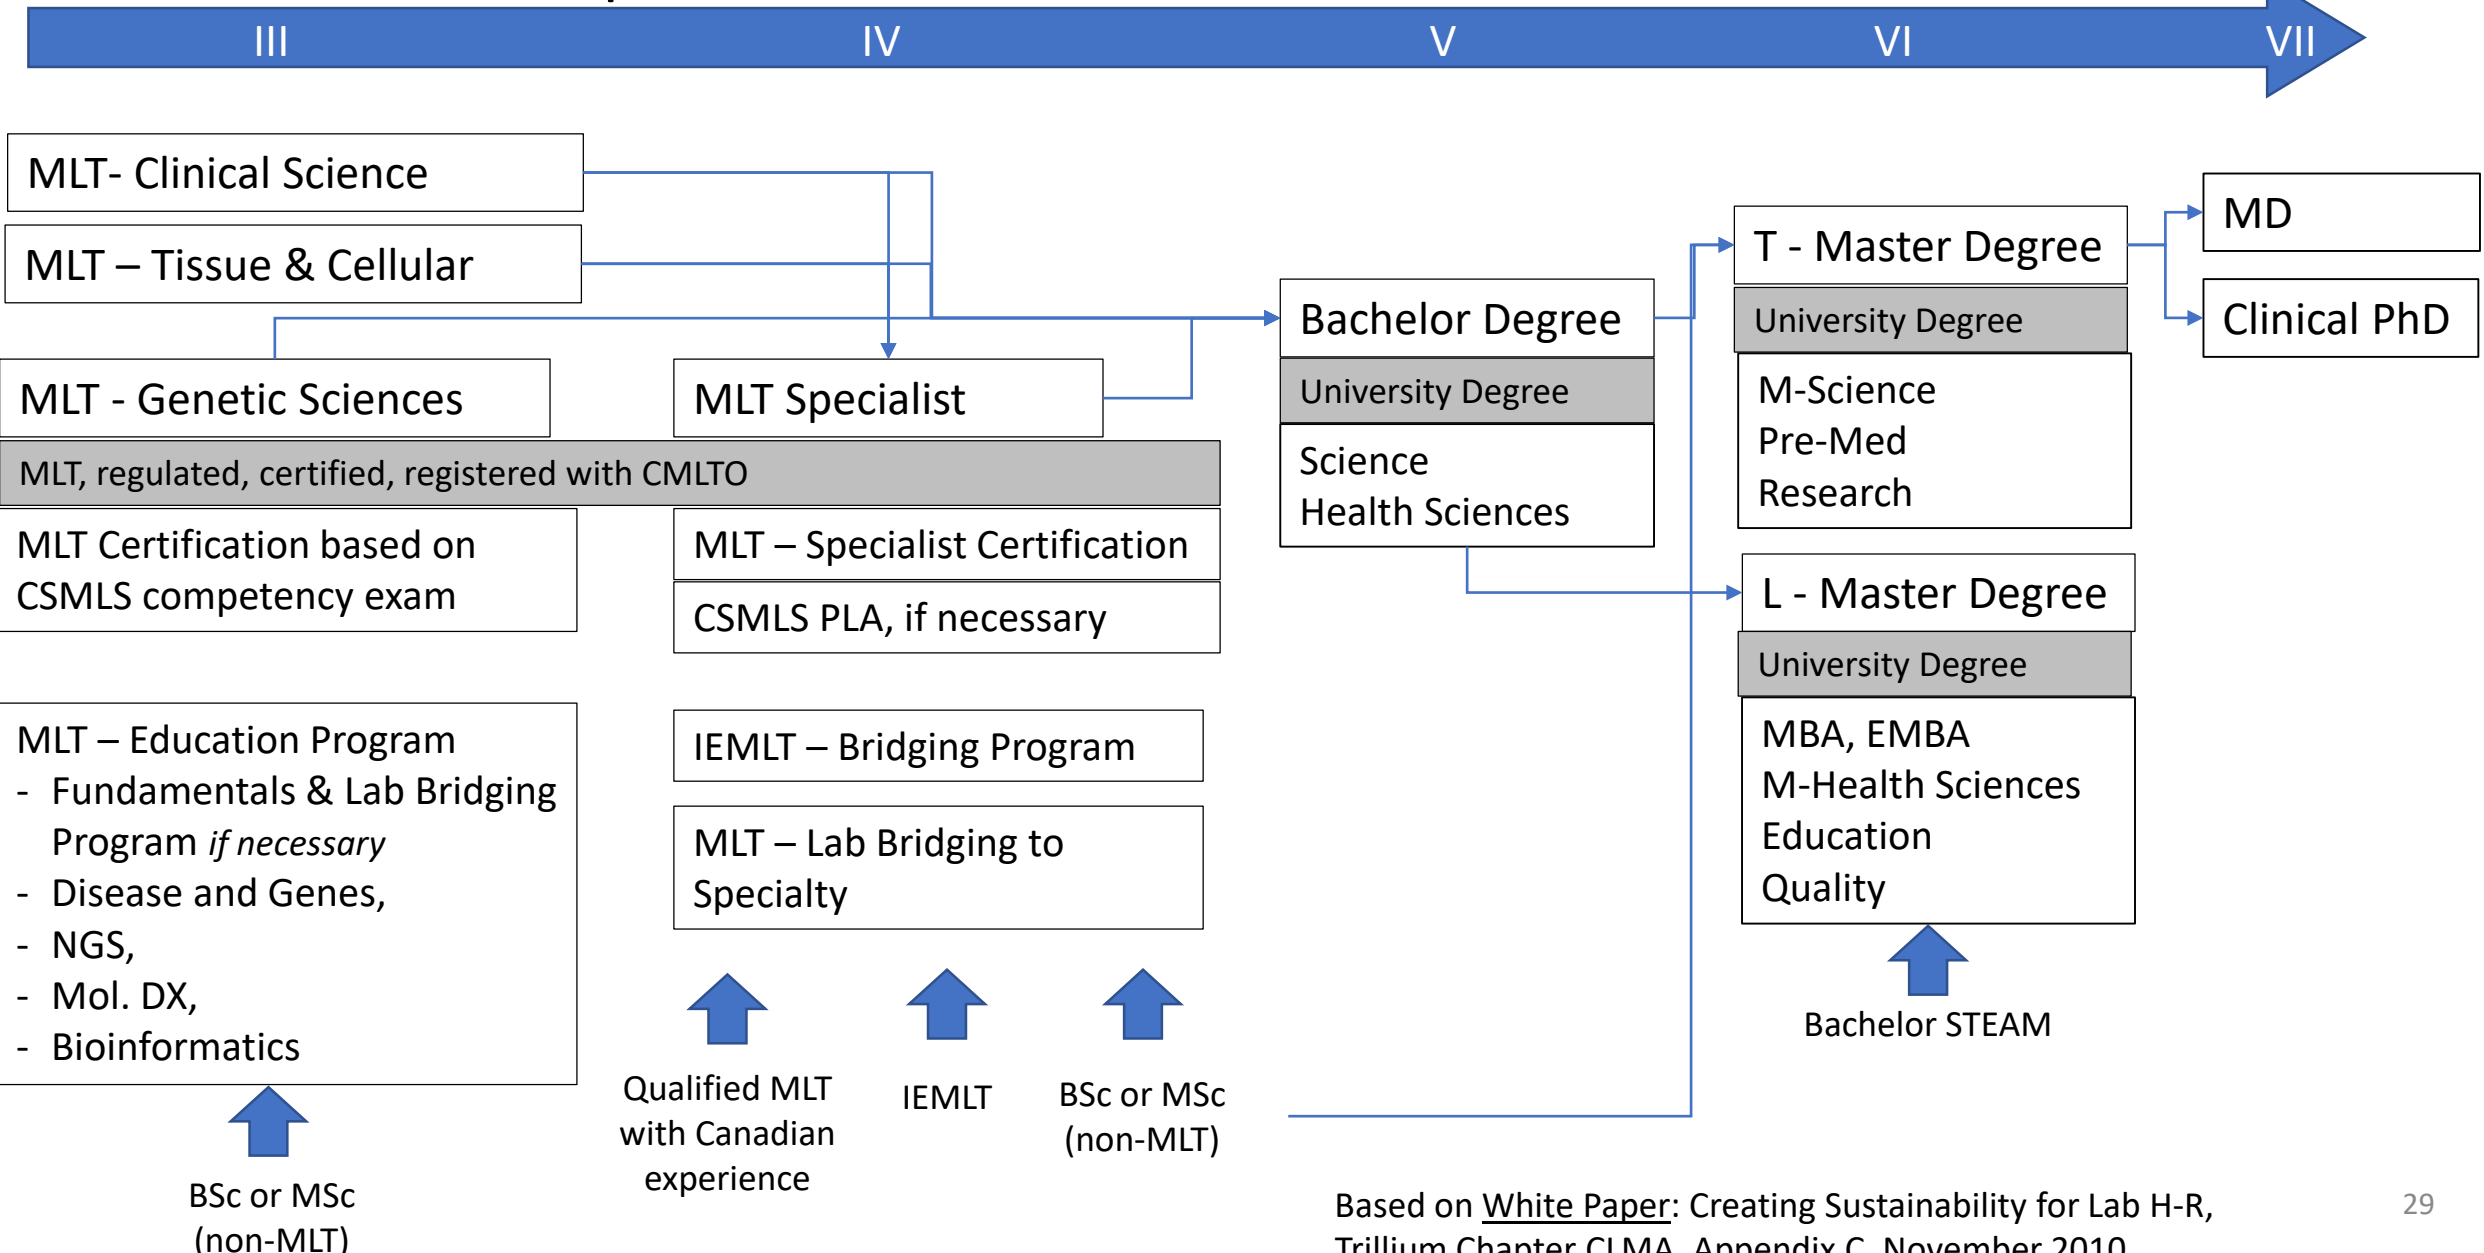 III
IV
V
VI
VII
MLT- Clinical Science
MLT – Tissue & Cellular
MLT - Genetic Sciences
MLT Specialist
MLT, regulated, certified, registered with CMLTO
MLT Certification based on
CSMLS competency exam
MLT – Specialist Certification
CSMLS PLA, if necessary
MLT – Education Program
- Fundamentals & Lab Bridging
Program if necessary
- Disease and Genes,
- NGS,
- Mol. DX,
- Bioinformatics
IEMLT – Bridging Program
MLT – Lab Bridging to
Specialty
BSc or MSc
(non-MLT)
Qualified MLT
with Canadian
experience
IEMLT
BSc or MSc
(non-MLT)
Bachelor Degree
University Degree
Science
Health Sciences
T - Master Degree
University Degree
M-Science
Pre-Med
Research
L - Master Degree
University Degree
MBA, EMBA
M-Health Sciences
Education
Quality
Bachelor STEAM
MD
Clinical PhD
Based on White Paper: Creating Sustainability for Lab H-R,
Trillium Chapter CLMA, Appendix C, November 2010
29